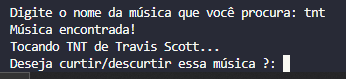 Digite o nome da música que você procura: tnt
Música encontrada!
Tocando TNT de Travis Scott...
Deseja curtir/descurtir essa música ?: